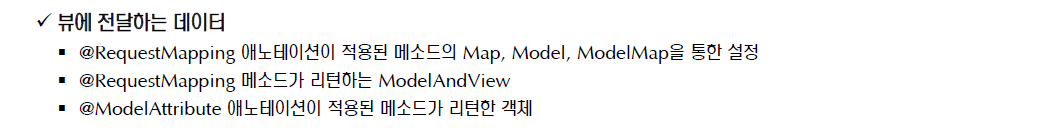 ✓ 뷰에 전달하는 데이터
▪ @RequestMapping 애노테이션이 적용된 메소드의 Map, Model, ModelMap을 통한 설정
▪ @RequestMapping 메소드가 리턴하는 ModelAndView
▪ @ModelAttribute 애노테이션이 적용된 메소드가 리턴한 객체